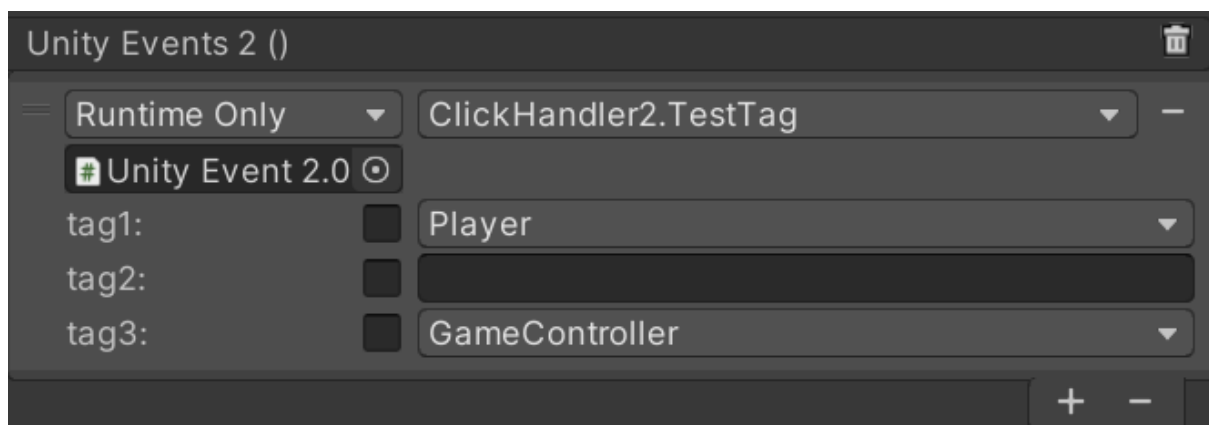 Unity Events 2 ()
Runtime Only ClickHandler2.TestTag
# Unity Event 2.0
tag1: Player
tag2:
tag3: GameController